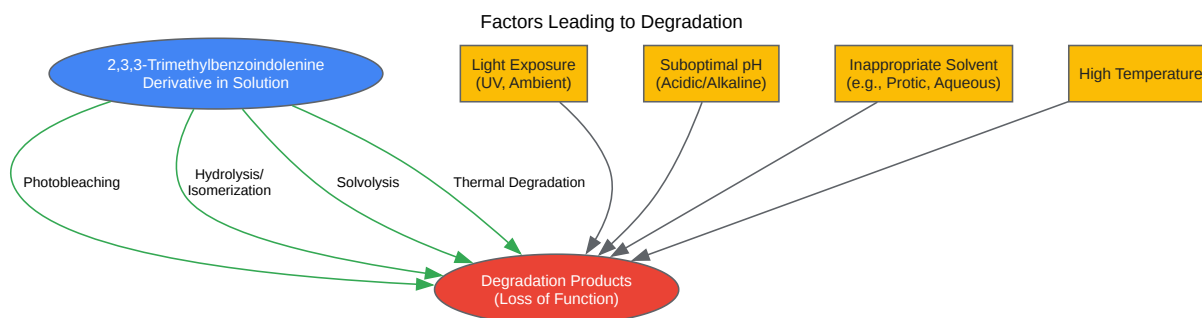 Factors Leading to Degradation
2,3,3-Trimethylbenzoindolenine
Derivative in Solution
Light Exposure
(UV, Ambient)
Suboptimal pH
(Acidic/Alkaline)
Inappropriate Solvent
(e.g., Protic, Aqueous)
High Temperature
Photobleaching
Hydrolysis/
Isomerization
Solvolysis
Thermal Degradation
Degradation Products
(Loss of Function)